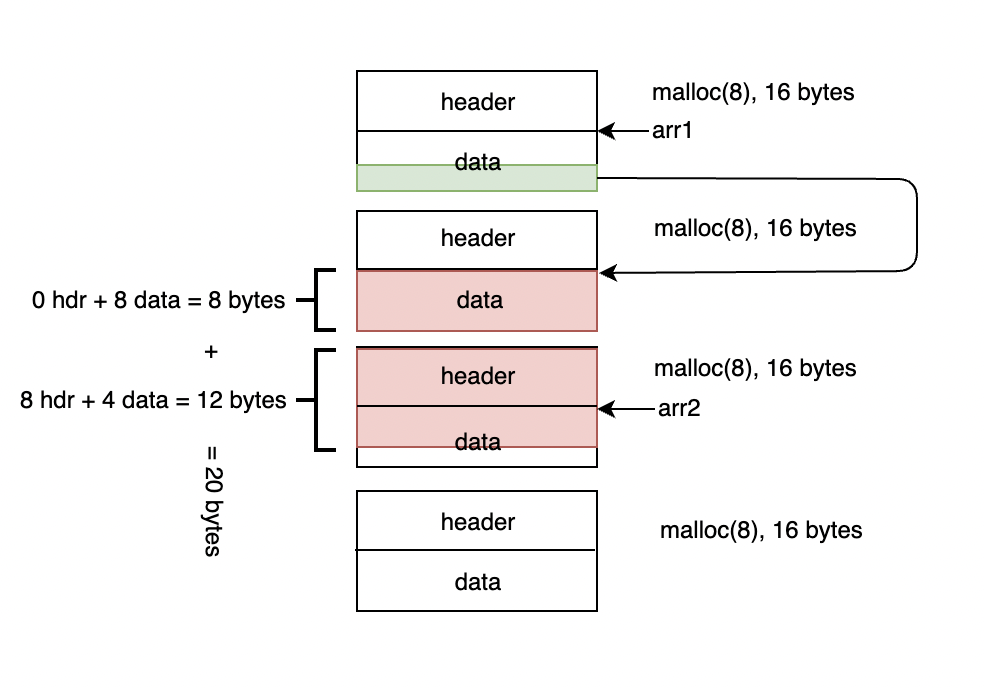 header
malloc(8), 16 bytes
arr1
data
header
malloc(8), 16 bytes
0 hdr + 8 data = 8 bytes
data
+
header
malloc(8), 16 bytes
8 hdr + 4 data = 12 bytes
arr2
data
= 20 bytes
header
malloc(8), 16 bytes
data